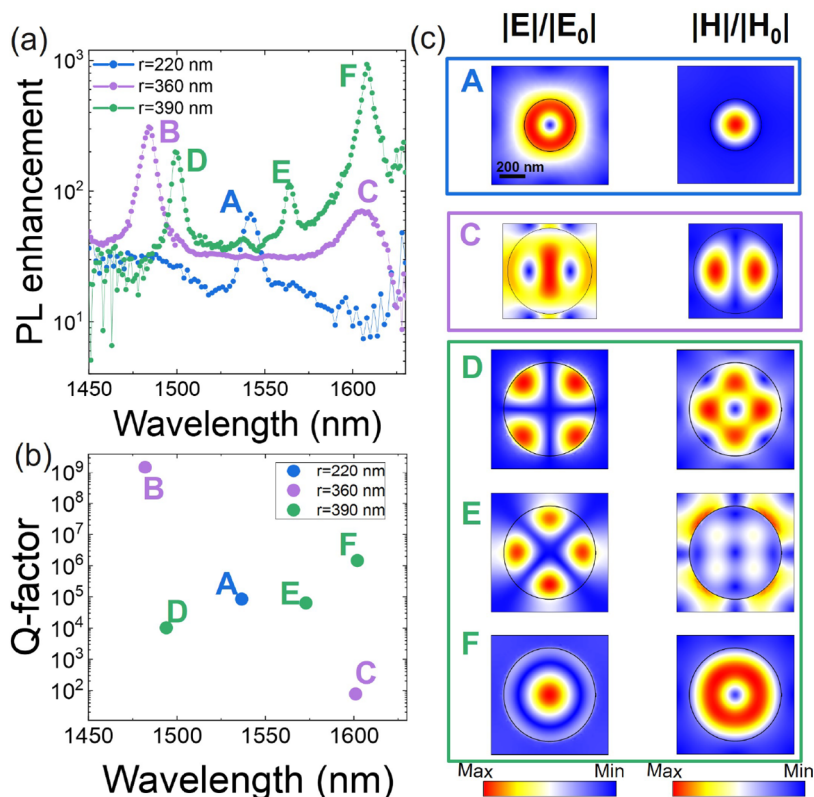 (a)
PL enhancement
10³
10²
10¹
r=220 nm
r=360 nm
r=390 nm
B
D
A
E
F
C
1450 1500 1550 1600
Wavelength (nm)
(b)
Q-factor
10⁹
10⁸
10⁷
10⁶
10⁵
10⁴
10³
10²
r=220 nm
r=360 nm
r=390 nm
B
F
A
E
D
C
1450 1500 1550 1600
Wavelength (nm)
(c)
|E|/|E₀| |H|/|H₀|
A
200 nm
C
D
E
F
Max Min Max Min